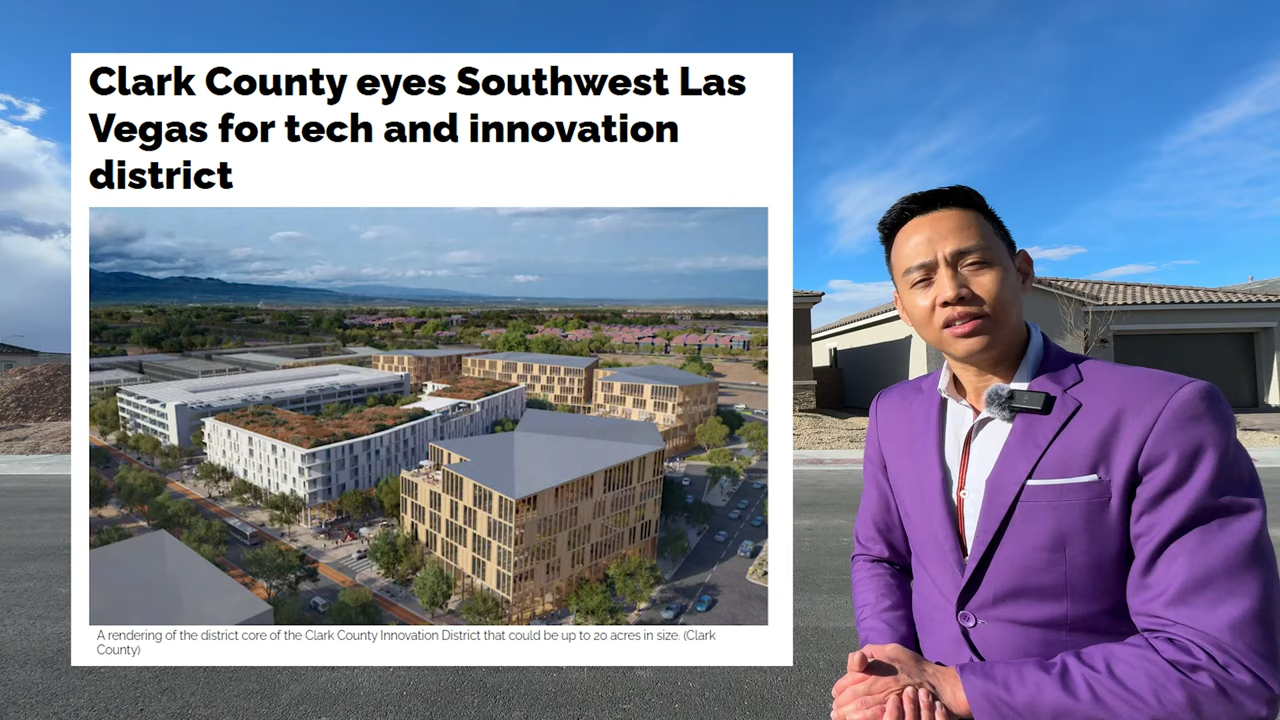 Clark County eyes Southwest Las
Vegas for tech and innovation
district
A rendering of the district core of the Clark County Innovation District that could be up to 20 acres in size. (Clark
County)